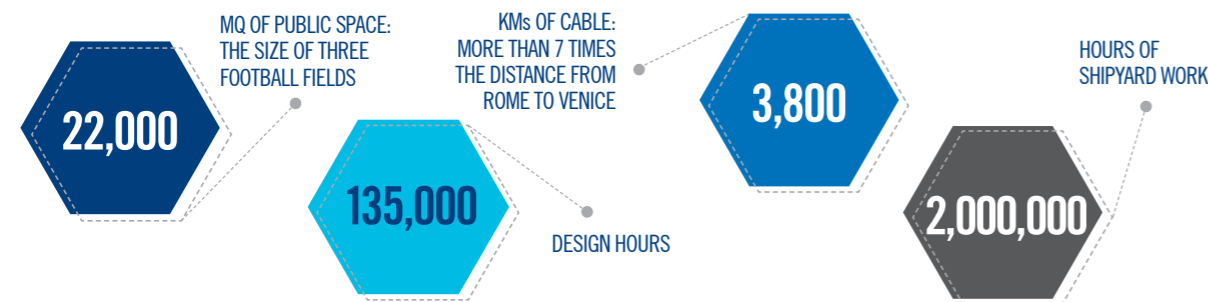 22,000
MQ OF PUBLIC SPACE:
THE SIZE OF THREE
FOOTBALL FIELDS
135,000
DESIGN HOURS
KMs OF CABLE:
MORE THAN 7 TIMES
THE DISTANCE FROM
ROME TO VENICE
3,800
2,000,000
HOURS OF
SHIPYARD WORK